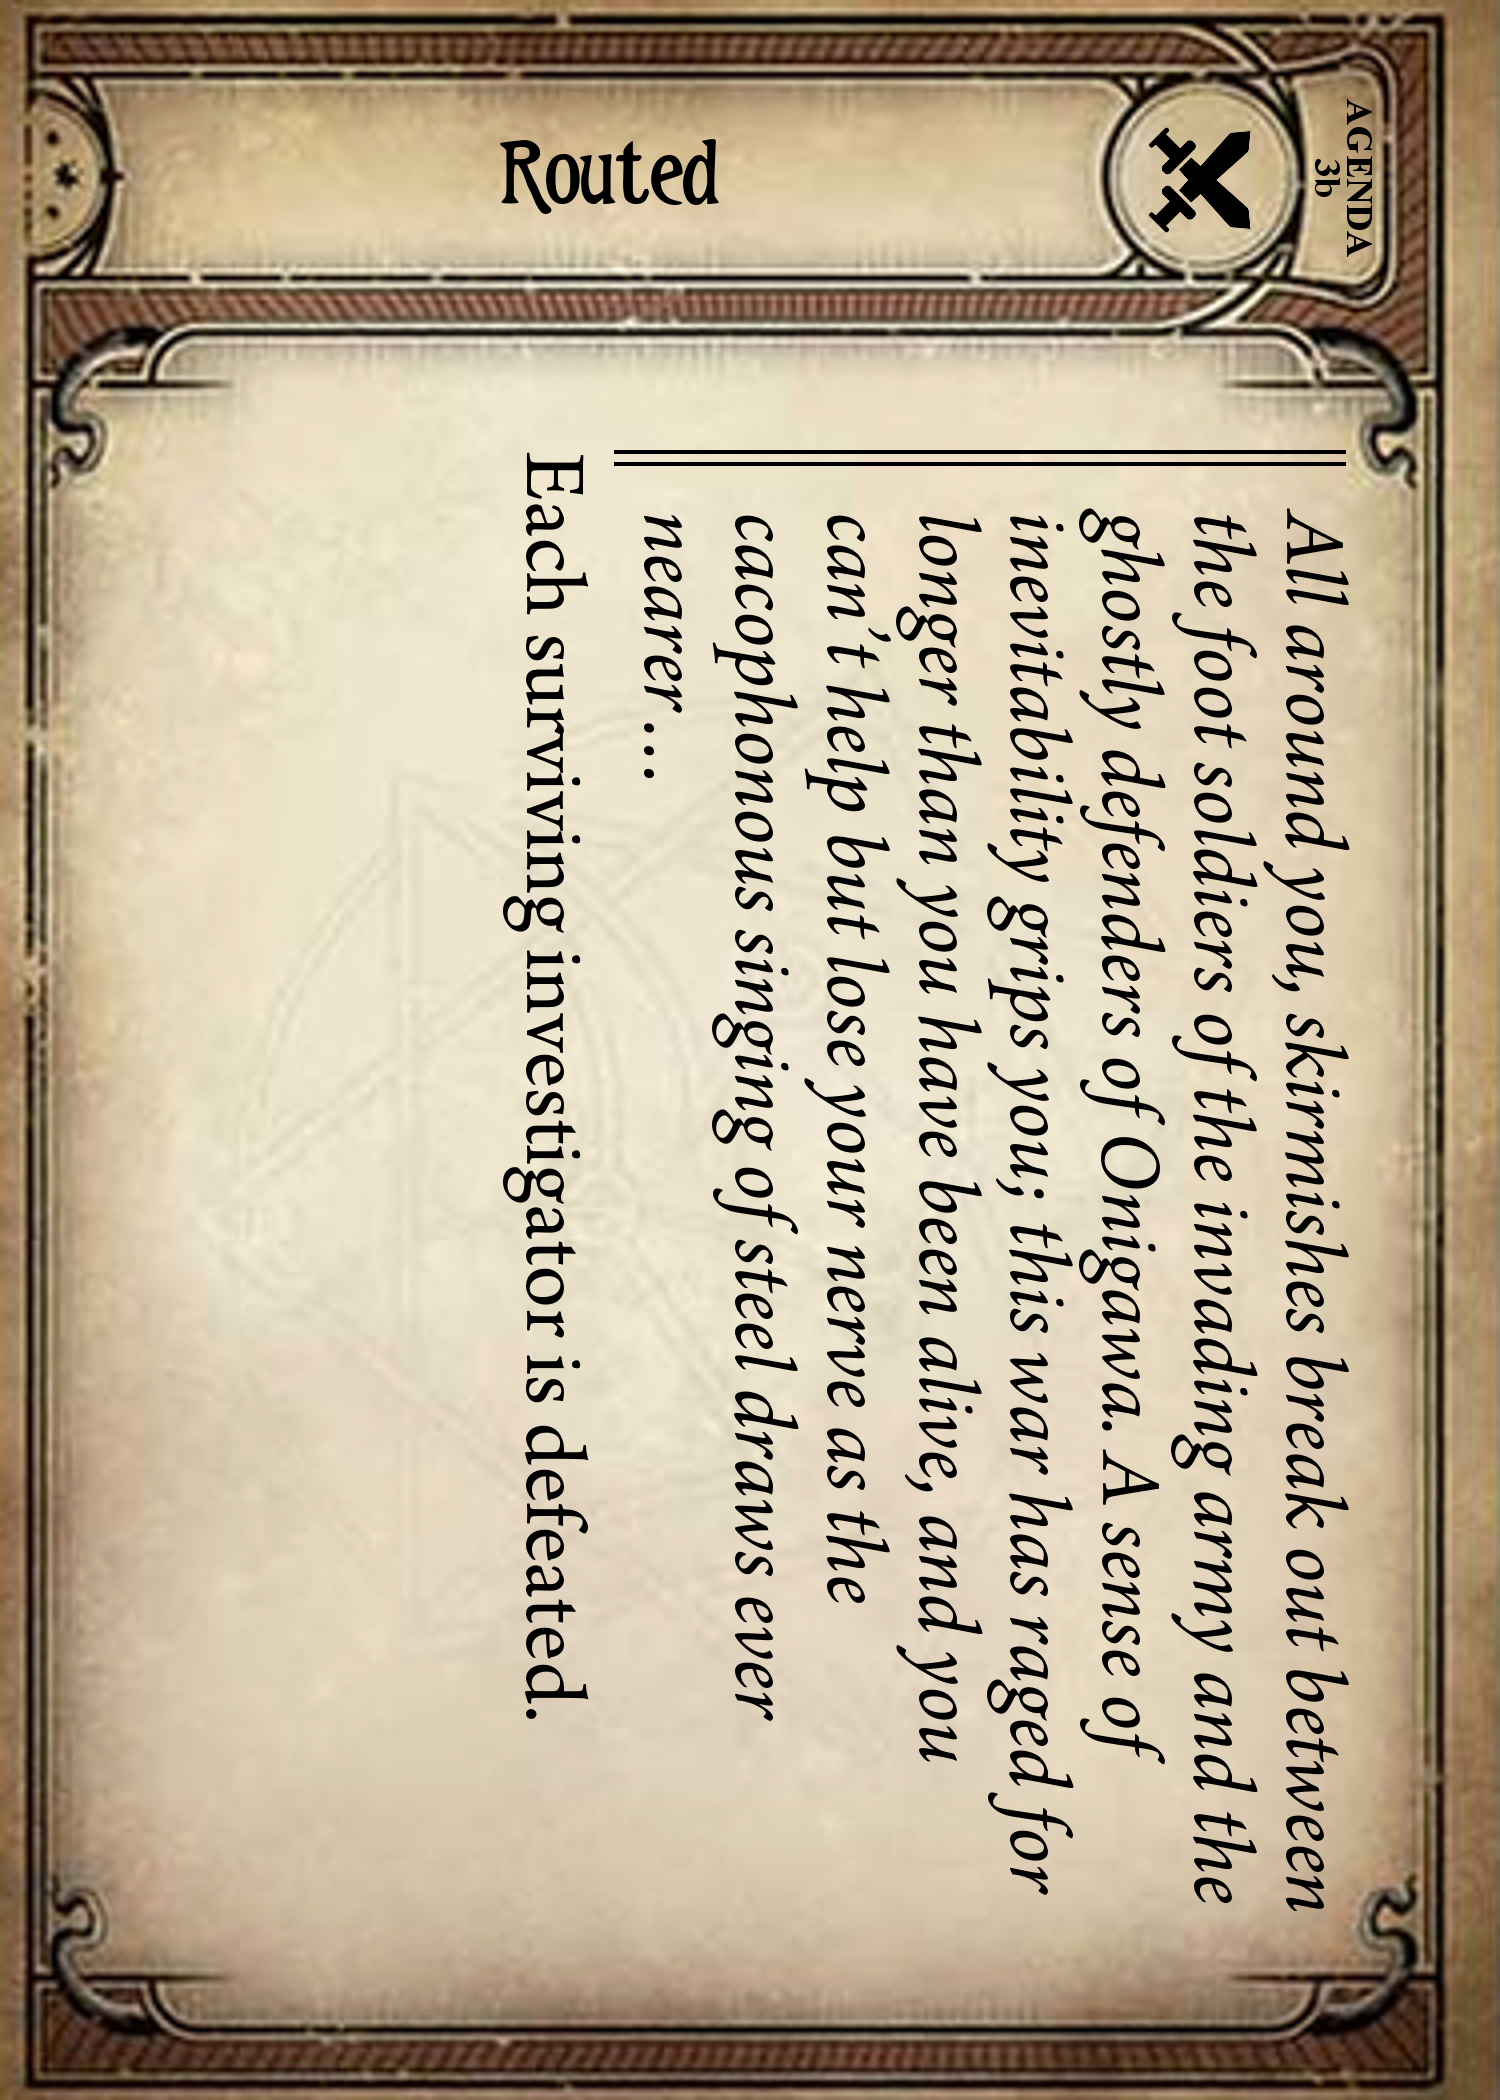 AGENDA
3b
Routed
All around you, skirmishes break out between
the foot soldiers of the invading army and the
ghostly defenders of Onigawa. A sense of
inevitability grips you; this war has raged for
longer than you have been alive, and you
can't help but lose your nerve as the
cacophonous singing of steel draws ever
nearer…
Each surviving investigator is defeated.